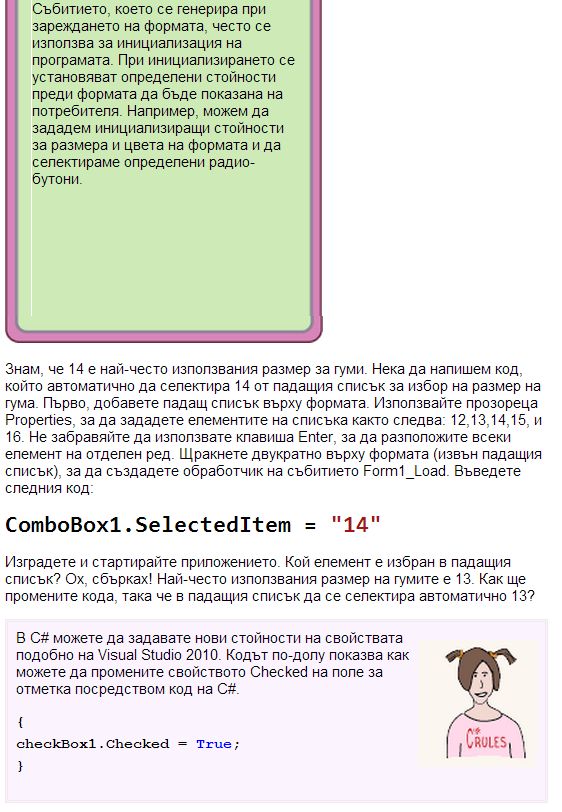 Събитието, което се генерира при
зареждането на формата, често се
използва за инициализация на
програмата. При инициализирането се
установяват определени стойности
преди формата да бъде показана на
потребителя. Например, можем да
зададем инициализиращи стойности
за размера и цвета на формата и да
селектираме определени радио-
бутони.
Знам, че 14 е най-често използвания размер за гуми. Нека да напишем код,
който автоматично да селектира 14 от падащия списък за избор на размер на
гума. Първо, добавете падащ списък върху формата. Използвайте прозореца
Properties, за да зададете елементите на списъка както следва: 12,13,14,15, и
16. Не забравяйте да използвате клавиша Enter, за да разположите всеки
елемент на отделен ред. Щракнете двукратно върху формата (извън падащия
списък), за да създадете обработчик на събитието Form1_Load. Въведете
следния код:
ComboBox1.SelectedItem = "14"
Изградете и стартирайте приложението. Кой елемент е избран в падащия
списък? Ох, сбърках! Най-често използвания размер на гумите е 13. Как ще
промените кода, така че в падащия списък да се селектира автоматично 13?
В C# можете да задавате нови стойности на свойствата
подобно на Visual Studio 2010. Кодът по-долу показва как
можете да промените свойството Checked на поле за
отметка посредством код на C#.
{
checkBox1.Checked = True;
}
C#
RULES